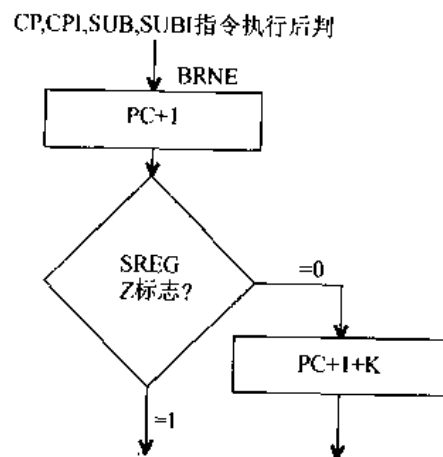 CP,CPI,SUB,SUBI指令执行后判
BRNE
PC+1
SREG
Z标志?
=0
PC+1+K
=1